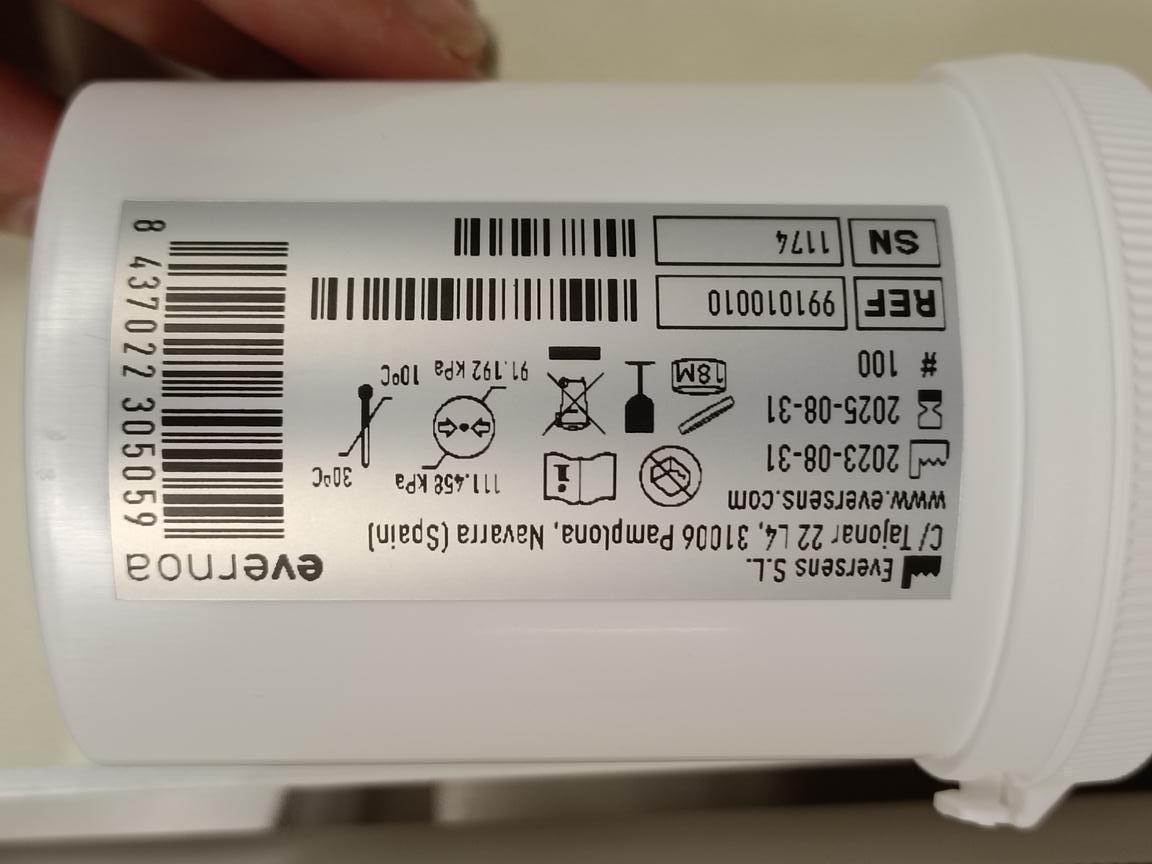 Eversens S.L.
C/ Tajonar 22 L4, 31006 Pamplona, Navarra (Spain)
www.eversens.com
2023-08-31
2025-08-31
# 100
REF 991010010
SN 1174
i
18M
111.458 kPa
91.192 kPa
30ºC
10ºC
evernoa
8 437022 305059